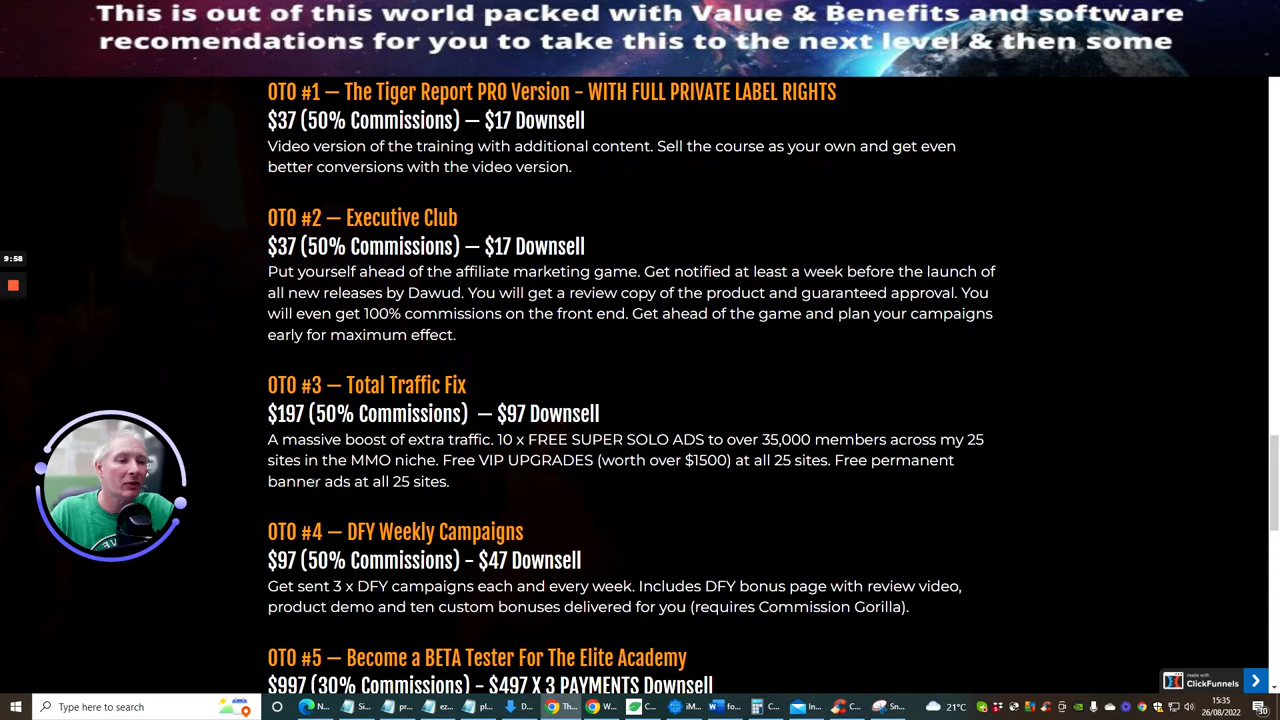 This is out of this world packed with Value & Benefits and software
recomendations for you to take this to the next level & then some
OTO #1 — The Tiger Report PRO Version - WITH FULL PRIVATE LABEL RIGHTS
$37 (50% Commissions) — $17 Downsell
Video version of the training with additional content. Sell the course as your own and get even
better conversions with the video version.
OTO #2 — Executive Club
$37 (50% Commissions) — $17 Downsell
Put yourself ahead of the affiliate marketing game. Get notified at least a week before the launch of
all new releases by Dawud. You will get a review copy of the product and guaranteed approval. You
will even get 100% commissions on the front end. Get ahead of the game and plan your campaigns
early for maximum effect.
9:58
OTO #3 — Total Traffic Fix
$197 (50% Commissions) — $97 Downsell
A massive boost of extra traffic. 10 x FREE SUPER SOLO ADS to over 35,000 members across my 25
sites in the MMO niche. Free VIP UPGRADES (worth over $1500) at all 25 sites. Free permanent
banner ads at all 25 sites.
OTO #4 — DFY Weekly Campaigns
$97 (50% Commissions) - $47 Downsell
Get sent 3 x DFY campaigns each and every week. Includes DFY bonus page with review video,
product demo and ten custom bonuses delivered for you (requires Commission Gorilla).
OTO #5 — Become a BETA Tester For The Elite Academy
$997 (30% Commissions) - $497 X 3 PAYMENTS Downsell
made with
ClickFunnels
Type here to search
N...
Si...
pr...
ez...
pl...
D...
Th...
W...
C...
iM...
fo...
C...
In...
C...
Sn...
21°C
15:35
26/08/2022
30